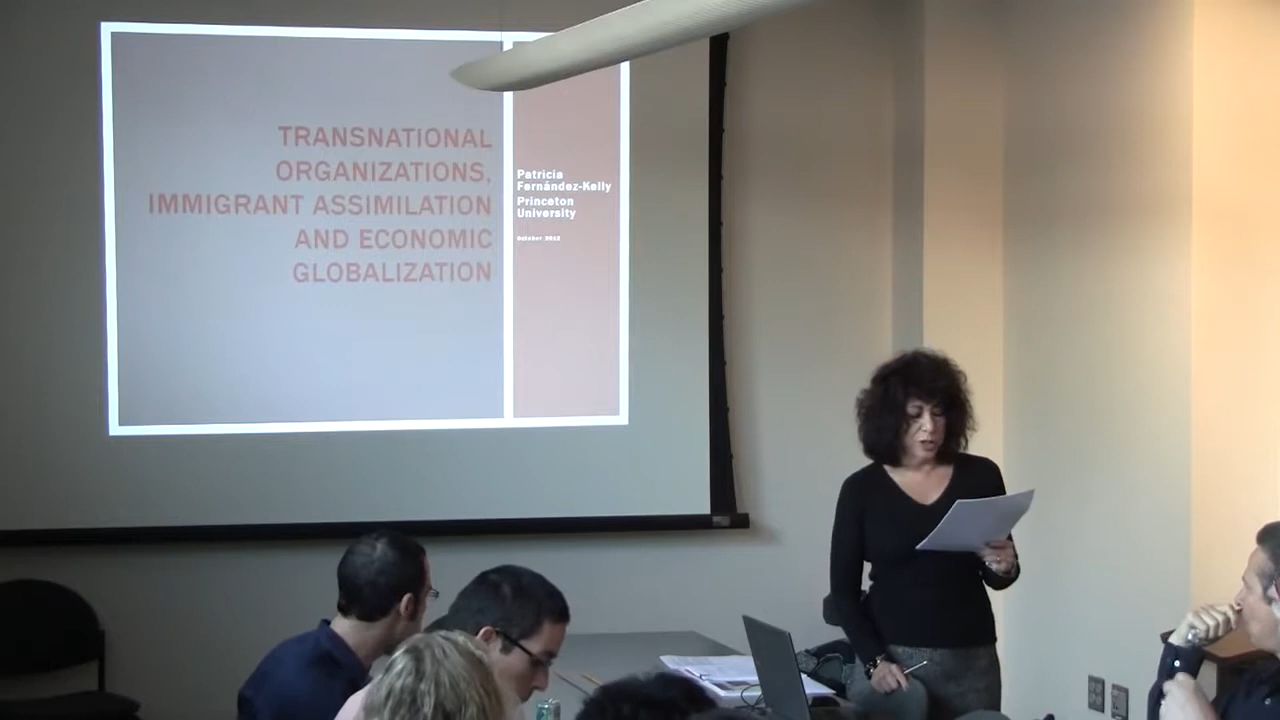 TRANSNATIONAL
ORGANIZATIONS,
IMMIGRANT ASSIMILATION
AND ECONOMIC
GLOBALIZATION
Patricia
Fernández-Kelly
Princeton
University
October 2012